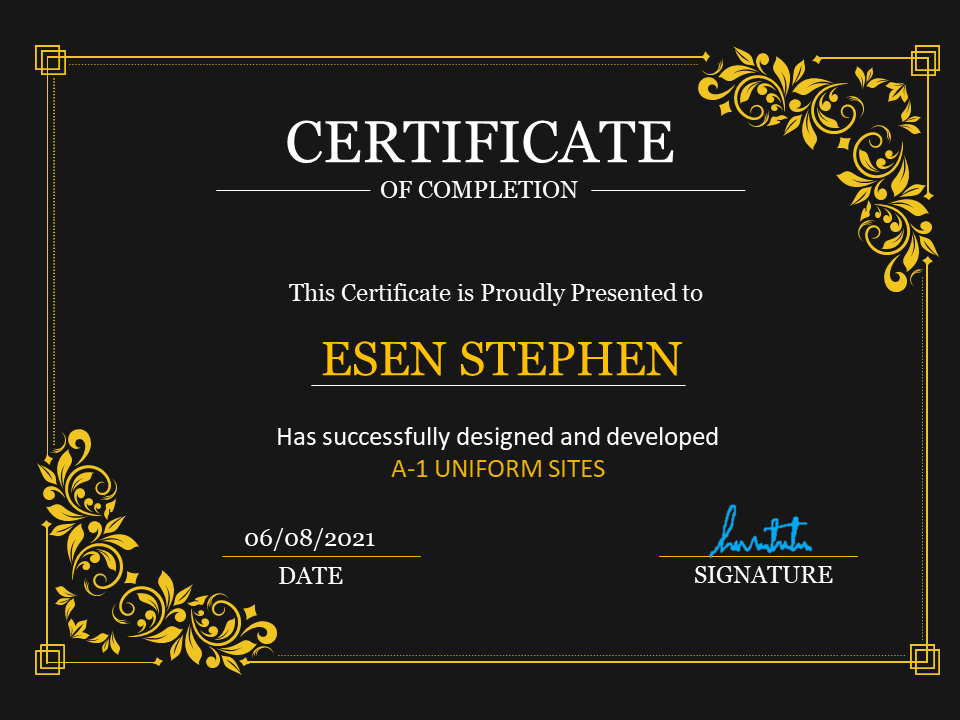 CERTIFICATE
OF COMPLETION
This Certificate is Proudly Presented to
ESEN STEPHEN
Has successfully designed and developed
A-1 UNIFORM SITES
06/08/2021
DATE
SIGNATURE